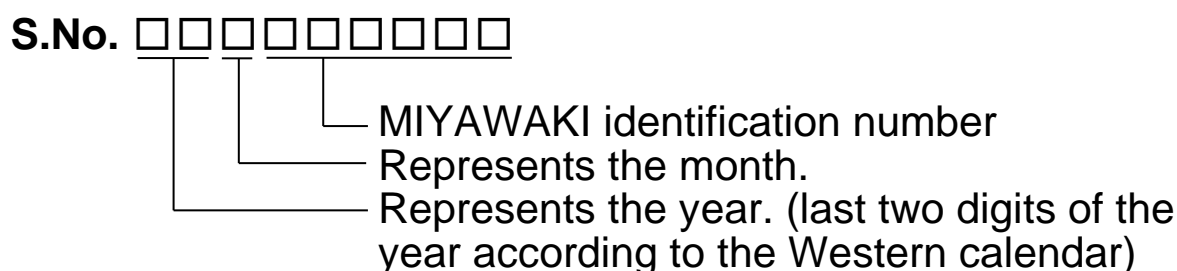 S.No. □□□□□□□□□
MIYAWAKI identification number
Represents the month.
Represents the year. (last two digits of the
year according to the Western calendar)